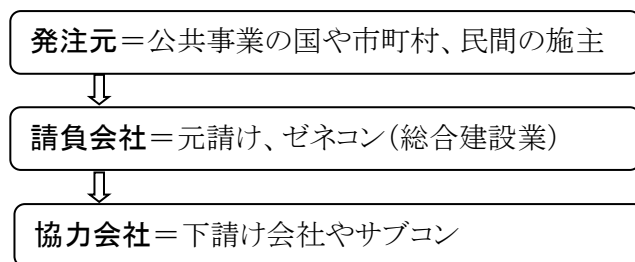 発注元＝公共事業の国や市町村、民間の施主
請負会社＝元請け、ゼネコン（総合建設業）
協力会社＝下請け会社やサブコン